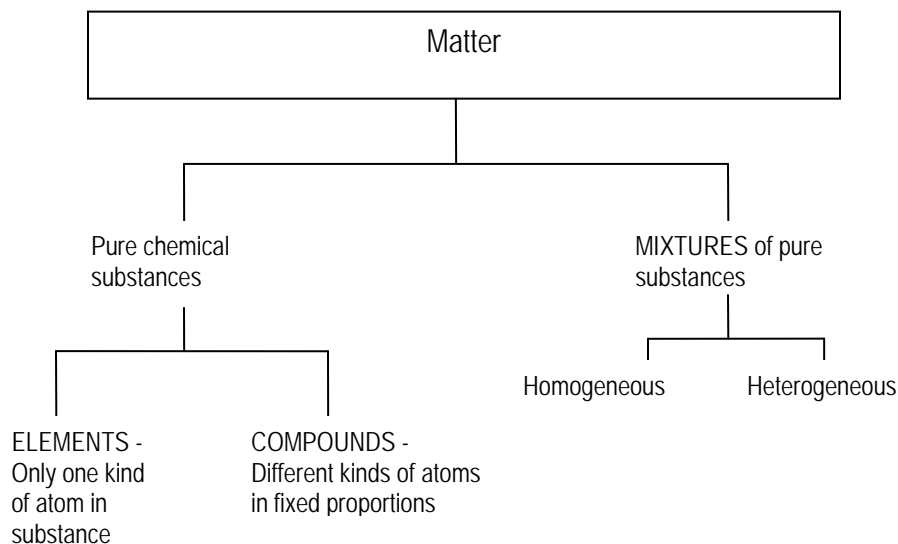 Matter
Pure chemical
substances
MIXTURES of pure
substances
Homogeneous
Heterogeneous
ELEMENTS -
Only one kind
of atom in
substance
COMPOUNDS -
Different kinds of atoms
in fixed proportions